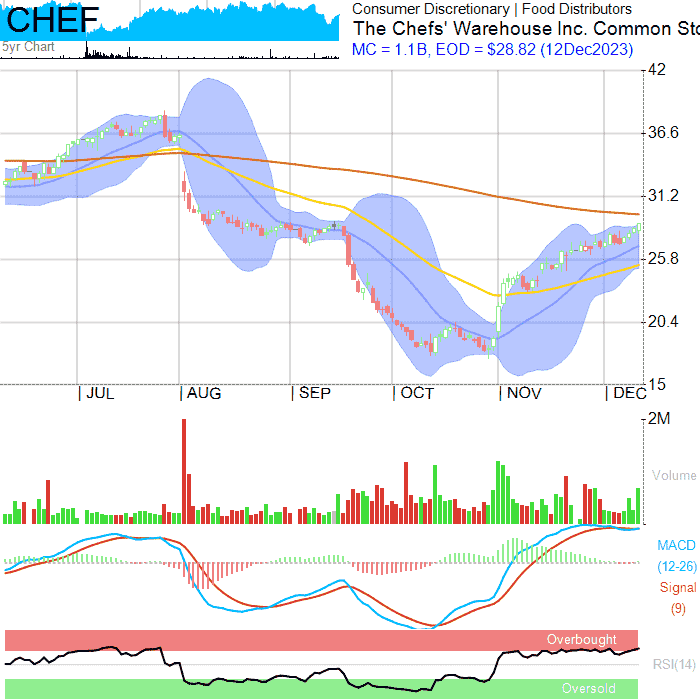 CHEF
5yr Chart
Consumer Discretionary | Food Distributors
The Chefs' Warehouse Inc. Common Sto
MC = 1.1B, EOD = $28.82 (12Dec2023)
42
36.6
31.2
25.8
20.4
15
JUL
AUG
SEP
OCT
NOV
DEC
2M
Volume
MACD
(12-26)
Signal
(9)
Overbought
RSI(14)
Oversold